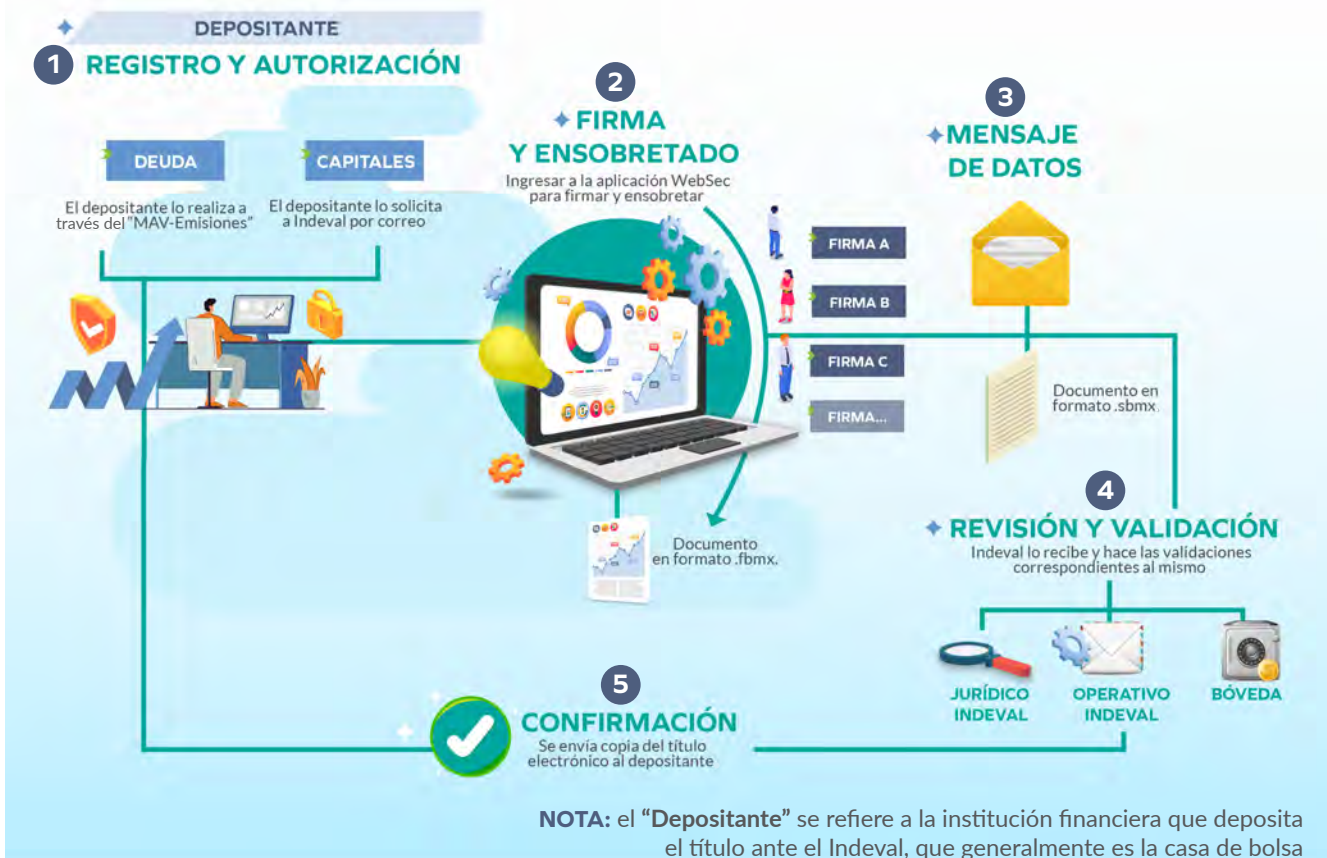 DEPOSITANTE
1 REGISTRO Y AUTORIZACIÓN
DEUDA
El depositante lo realiza a
través del "MAV-Emisiones"
CAPITALES
El depositante lo solicita
a Indeval por correo
2
FIRMA
Y ENSOBRETADO
Ingresar a la aplicación WebSec
para firmar y ensobretar
FIRMA A
FIRMA B
FIRMA C
FIRMA...
Documento
en formato .fbmx.
3
MENSAJE
DE DATOS
Documento en
formato .sbmx
4
REVISIÓN Y VALIDACIÓN
Indeval lo recibe y hace las validaciones
correspondientes al mismo
JURÍDICO
INDEVAL
OPERATIVO
INDEVAL
BÓVEDA
5
CONFIRMACIÓN
Se envía copia del título
electrónico al depositante
NOTA: el "Depositante" se refiere a la institución financiera que deposita
el título ante el Indeval, que generalmente es la casa de bolsa